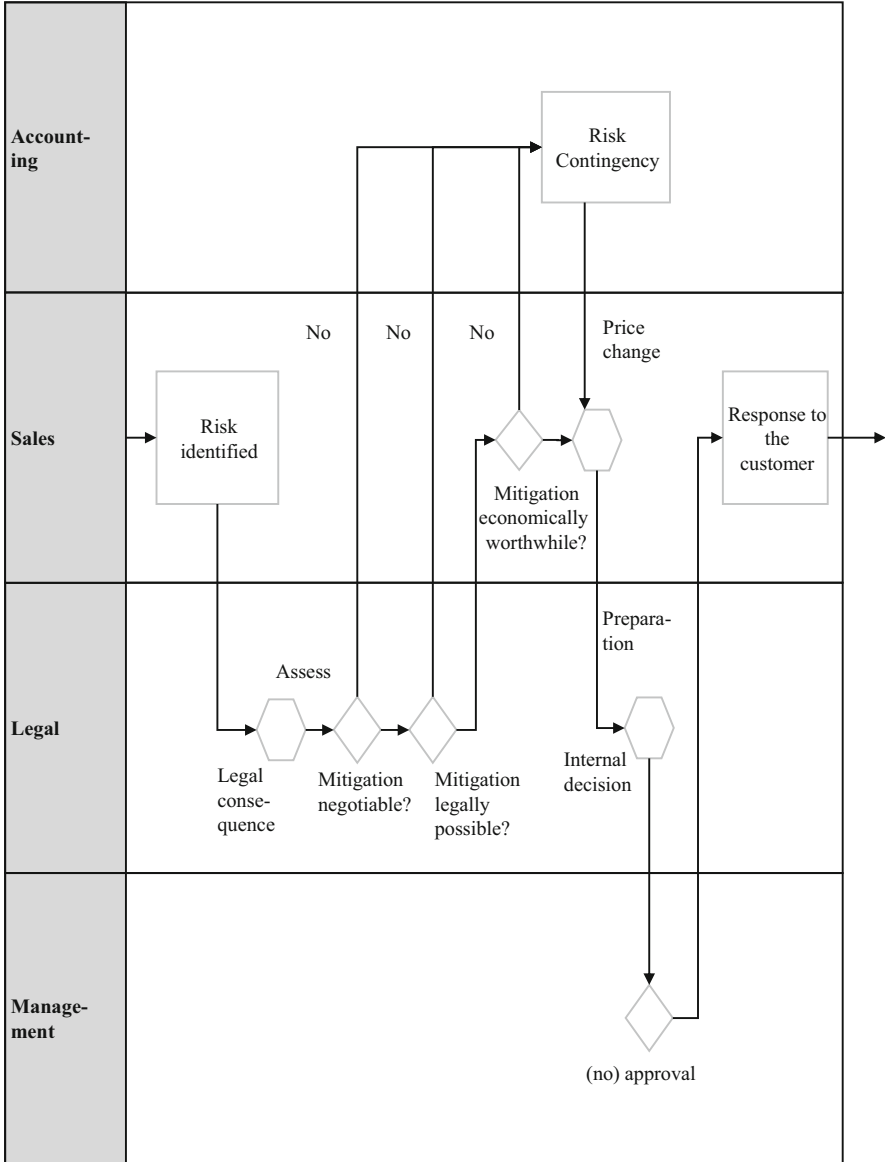 Account-
ing
Risk
Contingency
Sales
No
No
No
Price
change
Risk
identified
Response to
the
customer
Mitigation
economically
worthwhile?
Legal
Prepara-
tion
Assess
Legal
conse-
quence
Mitigation
negotiable?
Mitigation
legally
possible?
Internal
decision
Manage-
ment
(no) approval